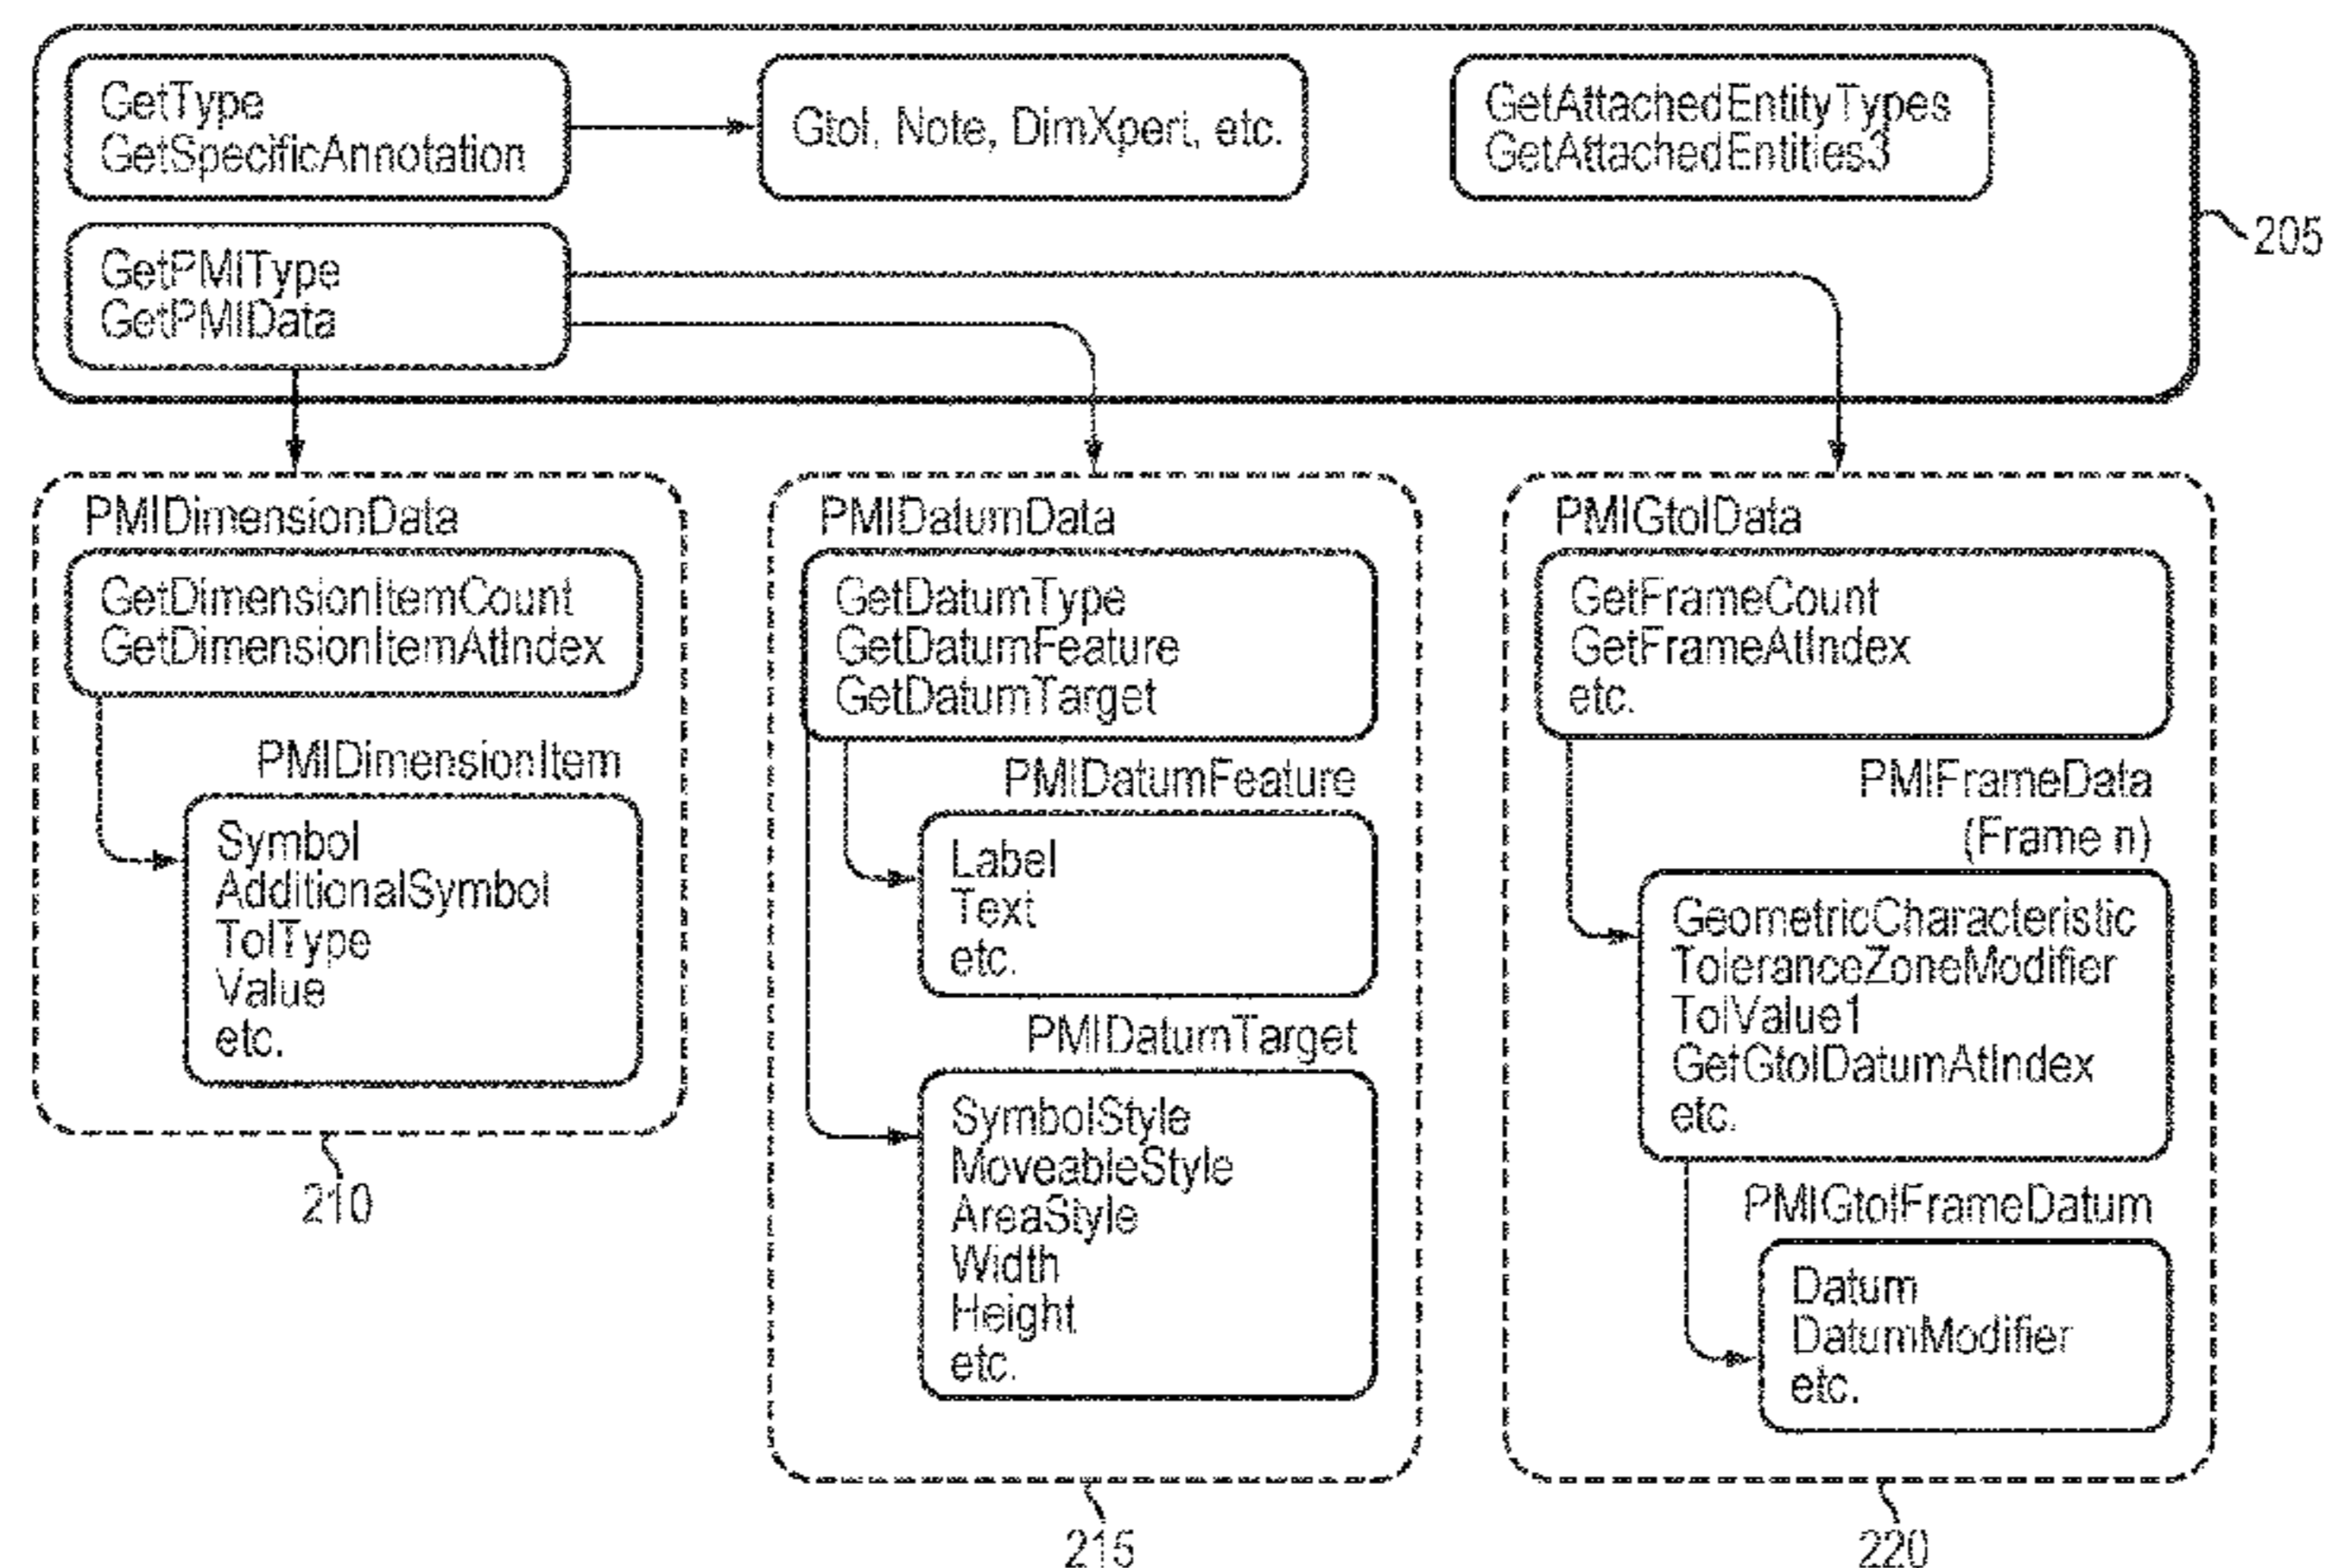 GetType
GetSpecificAnnotation
Gtol, Note, DimXpert, etc.
GetAttachedEntityTypes
GetAttachedEntities3
GetPMIType
GetPMIData
205
PMIDimensionData
GetDimensionItemCount
GetDimensionItemAtIndex
PMIDimensionItem
Symbol
AdditionalSymbol
TolType
Value
etc.
210
PMIDatumData
GetDatumType
GetDatumFeature
GetDatumTarget
PMIDatumFeature
Label
Text
etc.
PMIDatumTarget
SymbolStyle
MoveableStyle
AreaStyle
Width
Height
etc.
215
PMIGtolData
GetFrameCount
GetFrameAtIndex
etc.
PMIFrameData
(Frame n)
GeometricCharacteristic
ToleranceZoneModifier
TolValue1
GetGtolDatumAtIndex
etc.
PMIGtolFrameDatum
Datum
DatumModifier
etc.
220